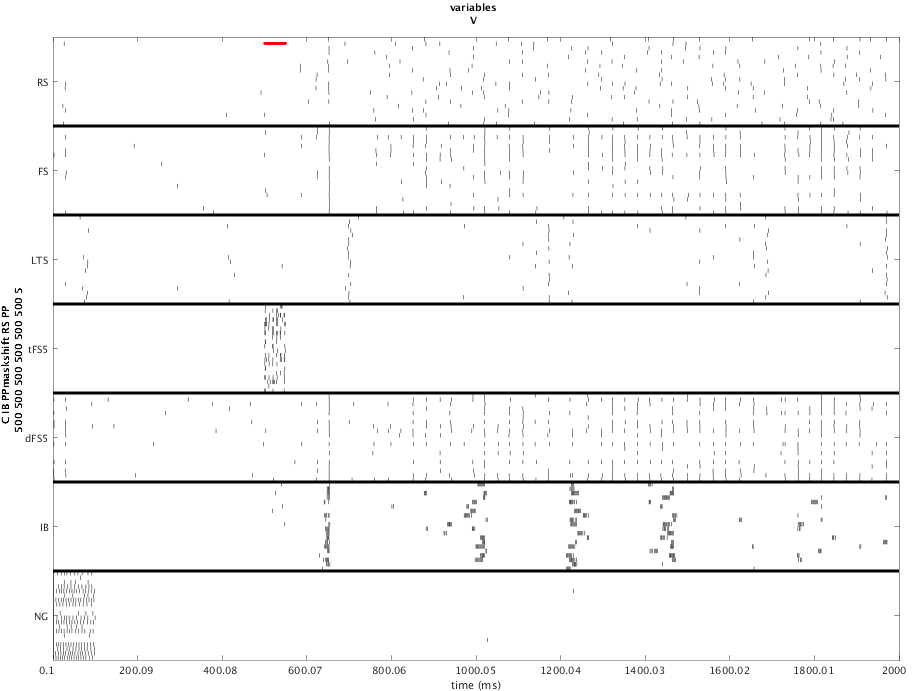 variables
V
RS
FS
LTS
tFS5
dFS5
IB
NG
C IB PPmaskshift RS PP
500 500 500 500 500 500 5
0.1 200.09 400.08 600.07 800.06 1000.05 1200.04 1400.03 1600.02 1800.01 2000
time (ms)